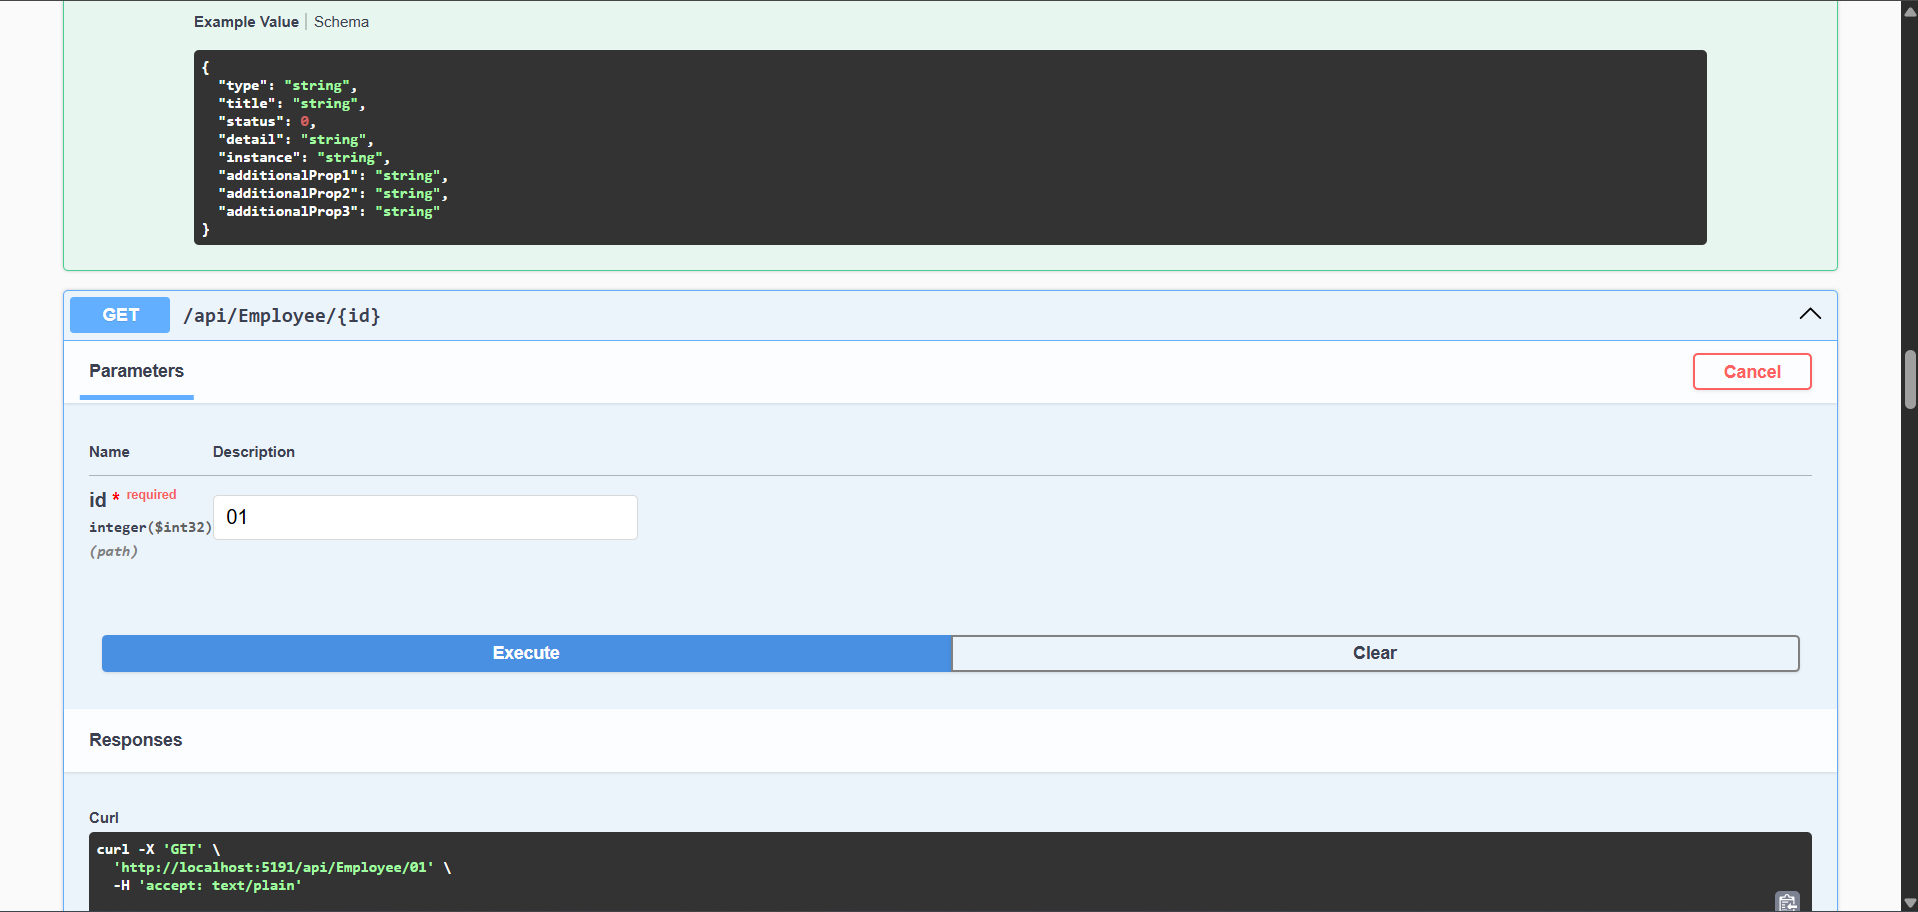 Example Value | Schema
{
  "type": "string",
  "title": "string",
  "status": 0,
  "detail": "string",
  "instance": "string",
  "additionalProp1": "string",
  "additionalProp2": "string",
  "additionalProp3": "string"
}
GET /api/Employee/{id}
Parameters
Cancel
Name Description
id * required
integer($int32)
(path)
01
Execute
Clear
Responses
Curl
curl -X 'GET' \
  'http://localhost:5191/api/Employee/01' \
  -H 'accept: text/plain'